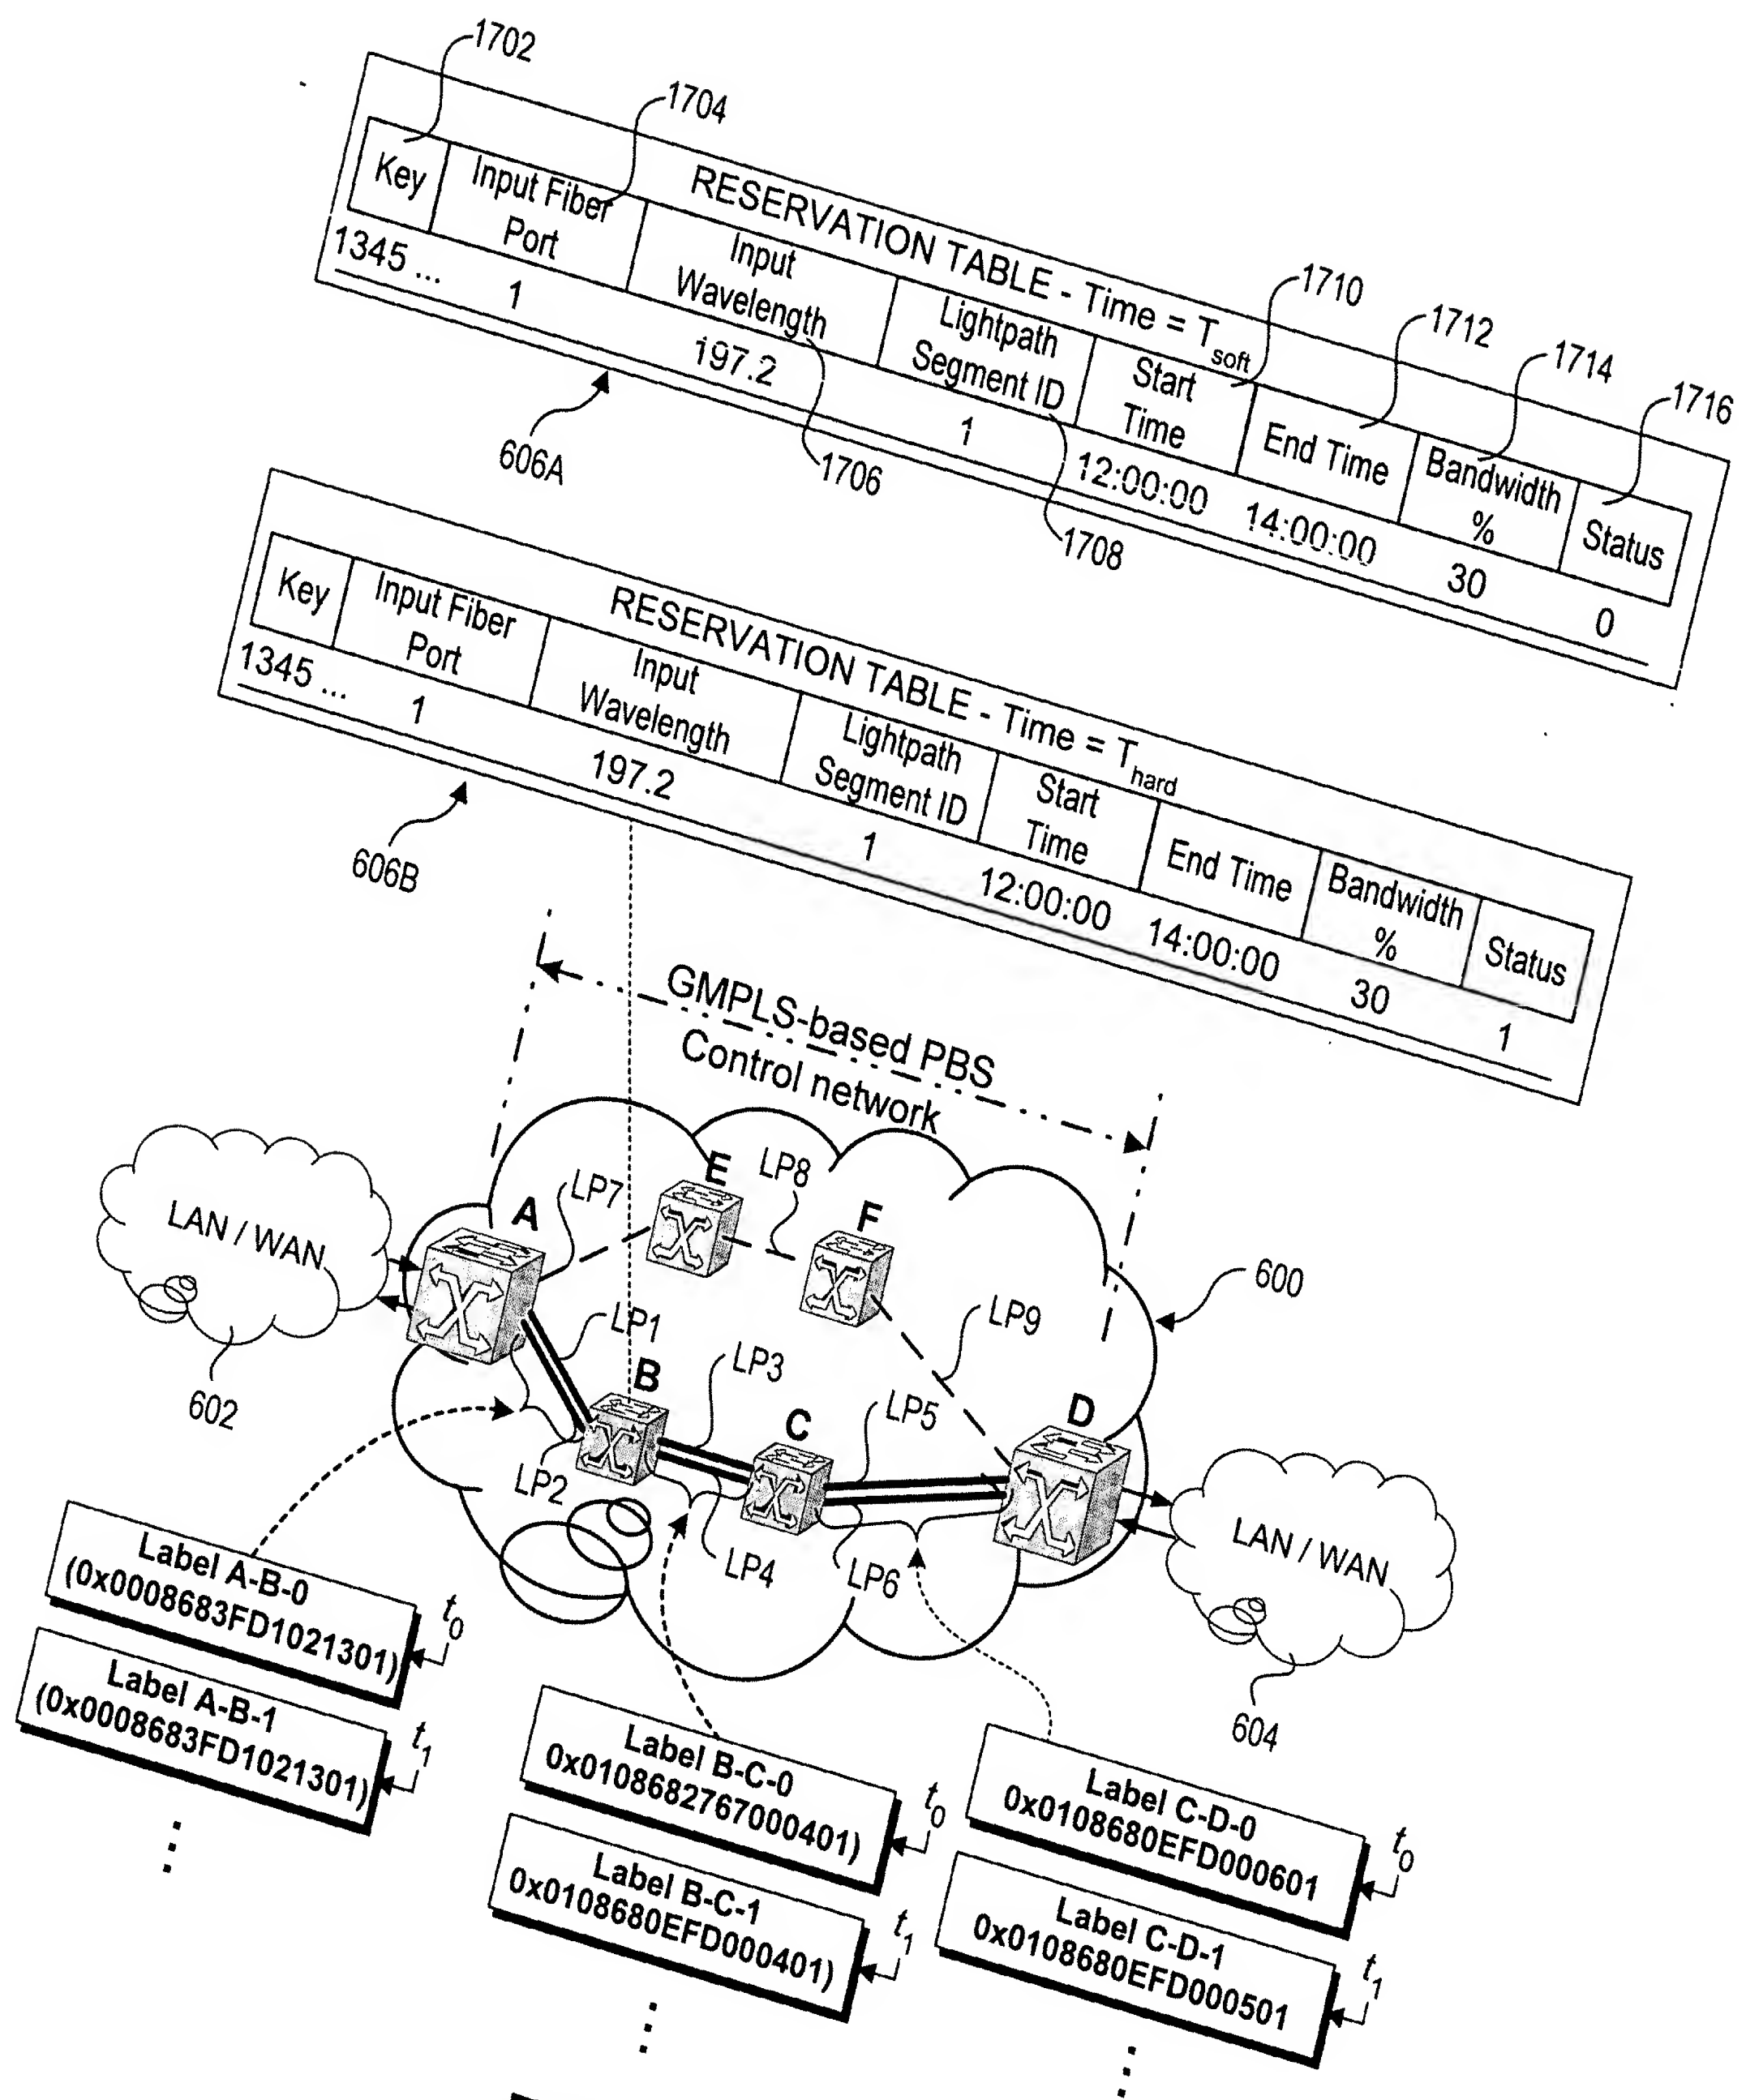 1702
1704
RESERVATION TABLE - Time = Tsoft
1710
1712
1714
1716
Key
Input Fiber
Port
Input
Wavelength
Lightpath
Segment ID
Start
Time
End Time
Bandwidth
%
Status
1345 ...
1
197.2
1
12:00:00
14:00:00
30
0
606A
1706
1708
RESERVATION TABLE - Time = Thard
Key
Input Fiber
Port
Input
Wavelength
Lightpath
Segment ID
Start
Time
End Time
Bandwidth
%
Status
1345 ...
1
197.2
1
12:00:00
14:00:00
30
1
606B
GMPLS-based PBS
Control network
LAN / WAN
602
A
LP7
E
LP8
F
600
LP1
LP9
B
LP3
C
LP5
D
LP2
LP4
LP6
LAN / WAN
604
Label A-B-0
(0x0008683FD1021301)
t0
Label A-B-1
(0x0008683FD1021301)
t1
Label B-C-0
0x0108682767000401)
t0
Label B-C-1
0x0108680EFD000401)
t1
Label C-D-0
0x0108680EFD000601
t0
Label C-D-1
0x0108680EFD000501
t1